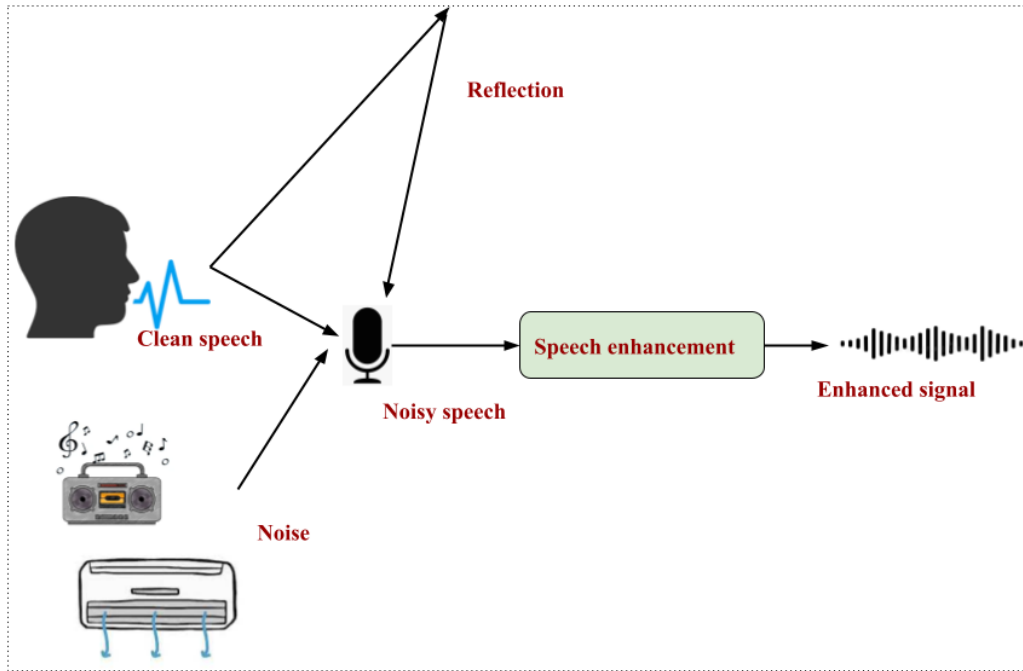 Reflection
Clean speech
Speech enhancement
Noisy speech
Enhanced signal
Noise